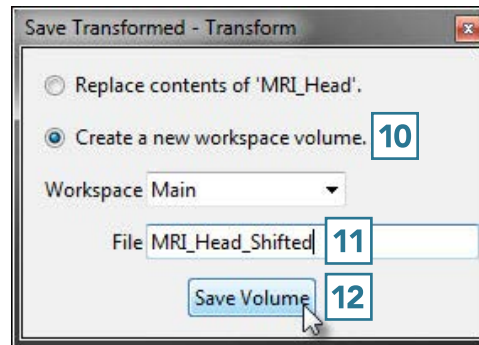 Save Transformed - Transform
x
Replace contents of 'MRI_Head'.
Create a new workspace volume. 10
Workspace Main
File MRI_Head_Shifted 11
Save Volume 12